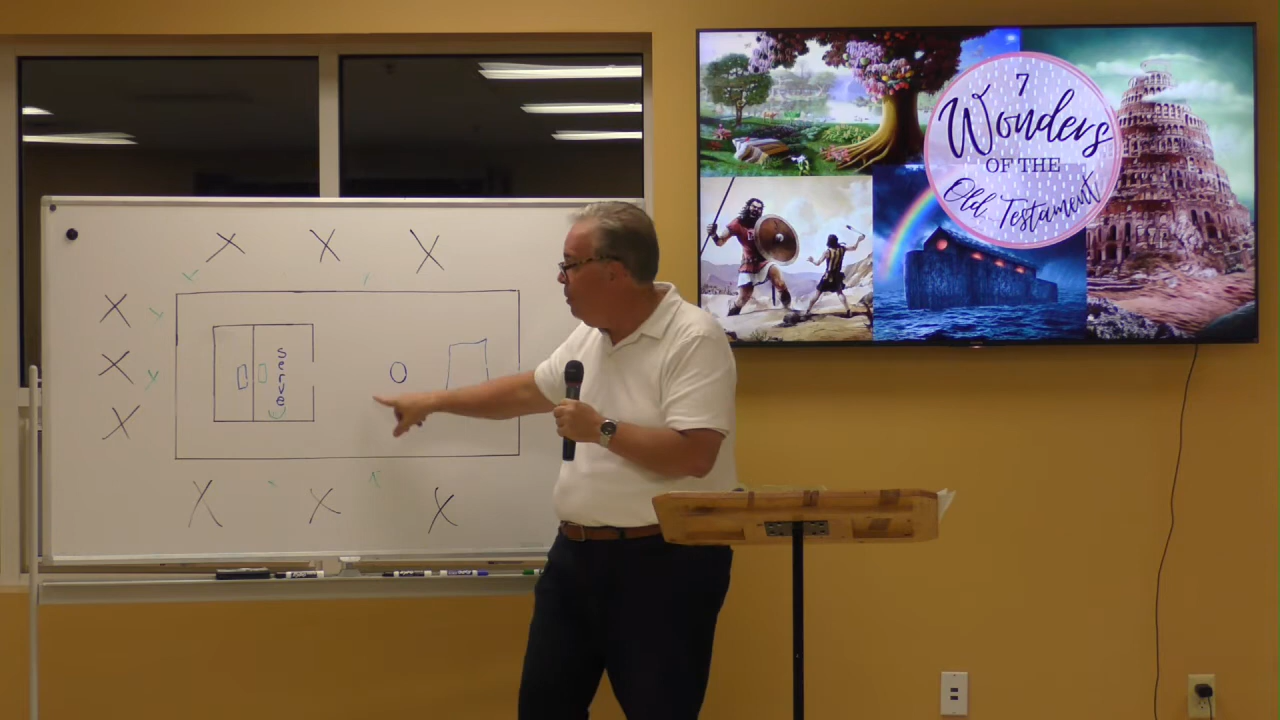 7
Wonders
OF THE
Old Testament
Serve
X X X
X
X
X
X X X
O